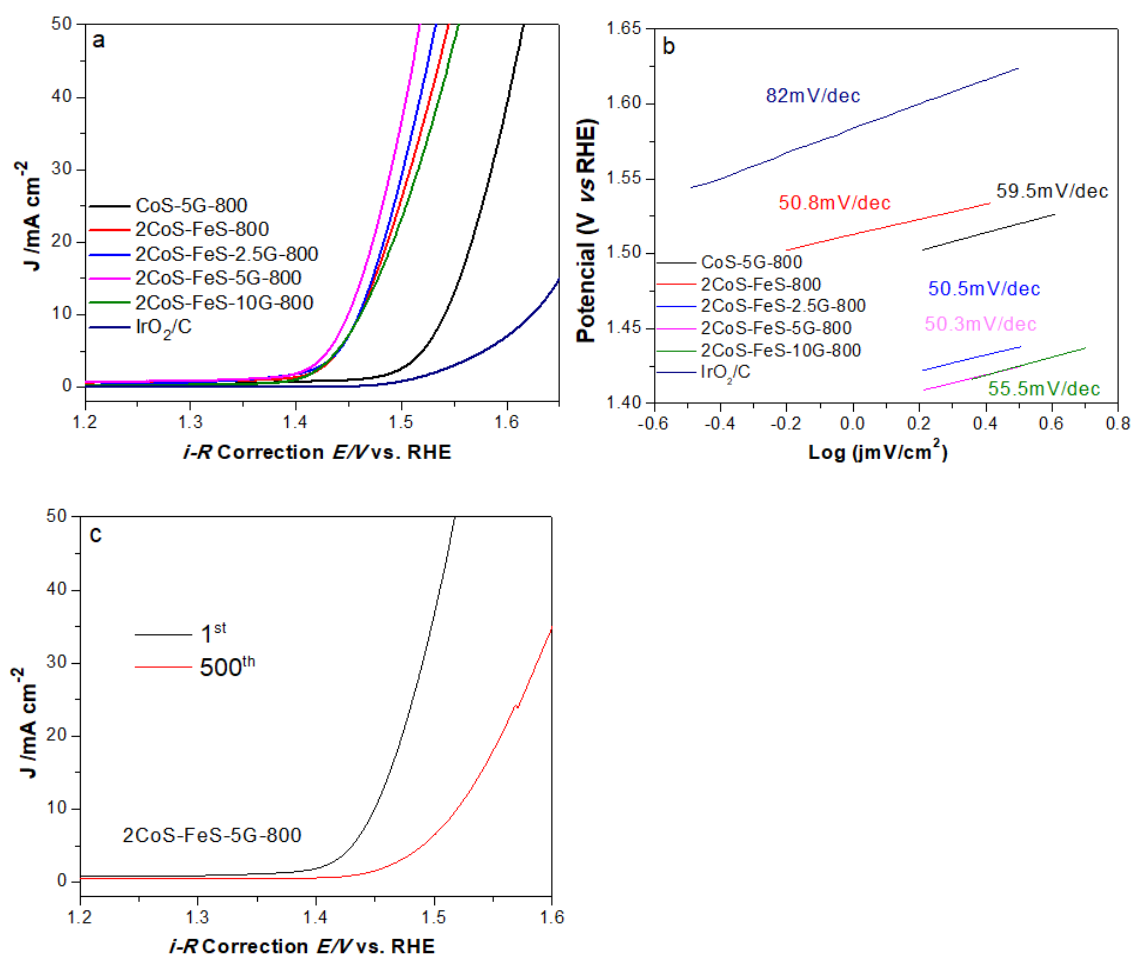 a
50
40
30
20
10
0
J /mA cm-2
CoS-5G-800
2CoS-FeS-800
2CoS-FeS-2.5G-800
2CoS-FeS-5G-800
2CoS-FeS-10G-800
IrO2/C
1.2 1.3 1.4 1.5 1.6
i-R Correction E/V vs. RHE
b
1.65
1.60
1.55
1.50
1.45
1.40
Potencial (V vs RHE)
82mV/dec
50.8mV/dec
59.5mV/dec
50.5mV/dec
50.3mV/dec
55.5mV/dec
CoS-5G-800
2CoS-FeS-800
2CoS-FeS-2.5G-800
2CoS-FeS-5G-800
2CoS-FeS-10G-800
IrO2/C
-0.6 -0.4 -0.2 0.0 0.2 0.4 0.6 0.8
Log (jmV/cm2)
c
50
40
30
20
10
0
J /mA cm-2
1st
500th
2CoS-FeS-5G-800
1.2 1.3 1.4 1.5 1.6
i-R Correction E/V vs. RHE